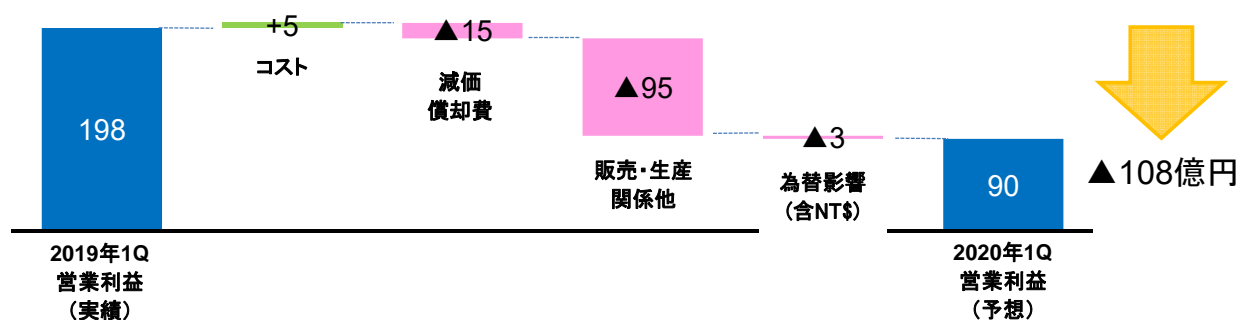 198
2019年1Q
営業利益
（実績）
+5
コスト
▲15
減価
償却費
▲95
販売・生産
関係他
▲3
為替影響
（含NT$）
90
2020年1Q
営業利益
（予想）
▲108億円